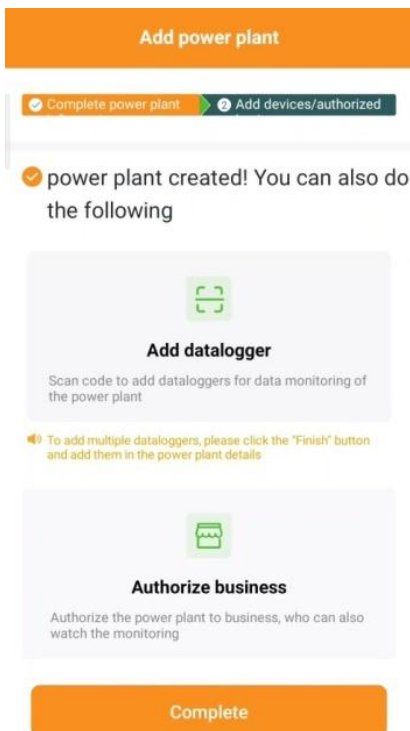 Add power plant
Complete power plant
2 Add devices/authorized
power plant created! You can also do
the following
Add datalogger
Scan code to add dataloggers for data monitoring of
the power plant
To add multiple dataloggers, please click the "Finish" button
and add them in the power plant details
Authorize business
Authorize the power plant to business, who can also
watch the monitoring
Complete